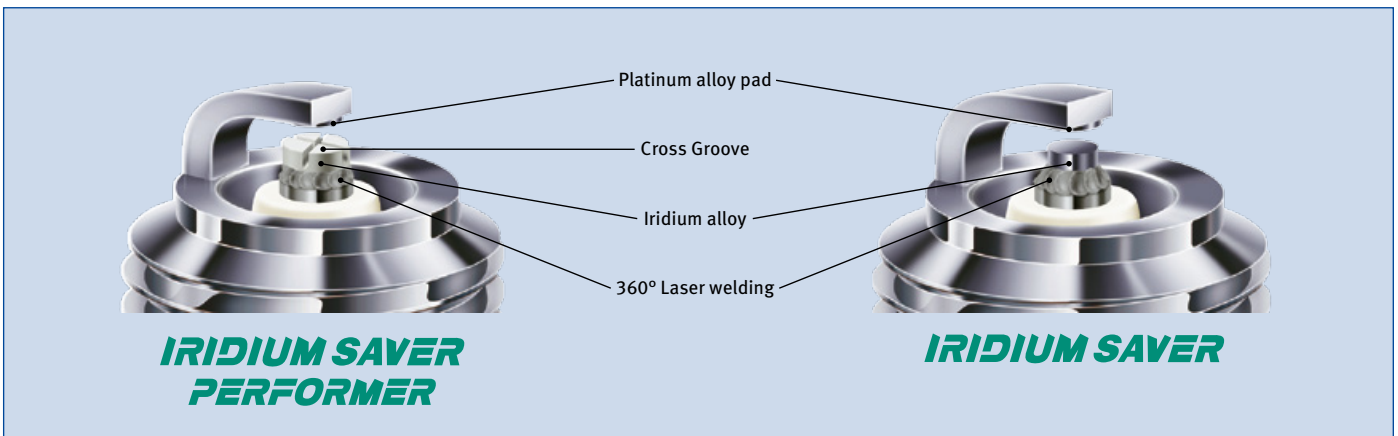 Platinum alloy pad
Cross Groove
Iridium alloy
360° Laser welding
IRIDIUM SAVER
PERFORMER
IRIDIUM SAVER